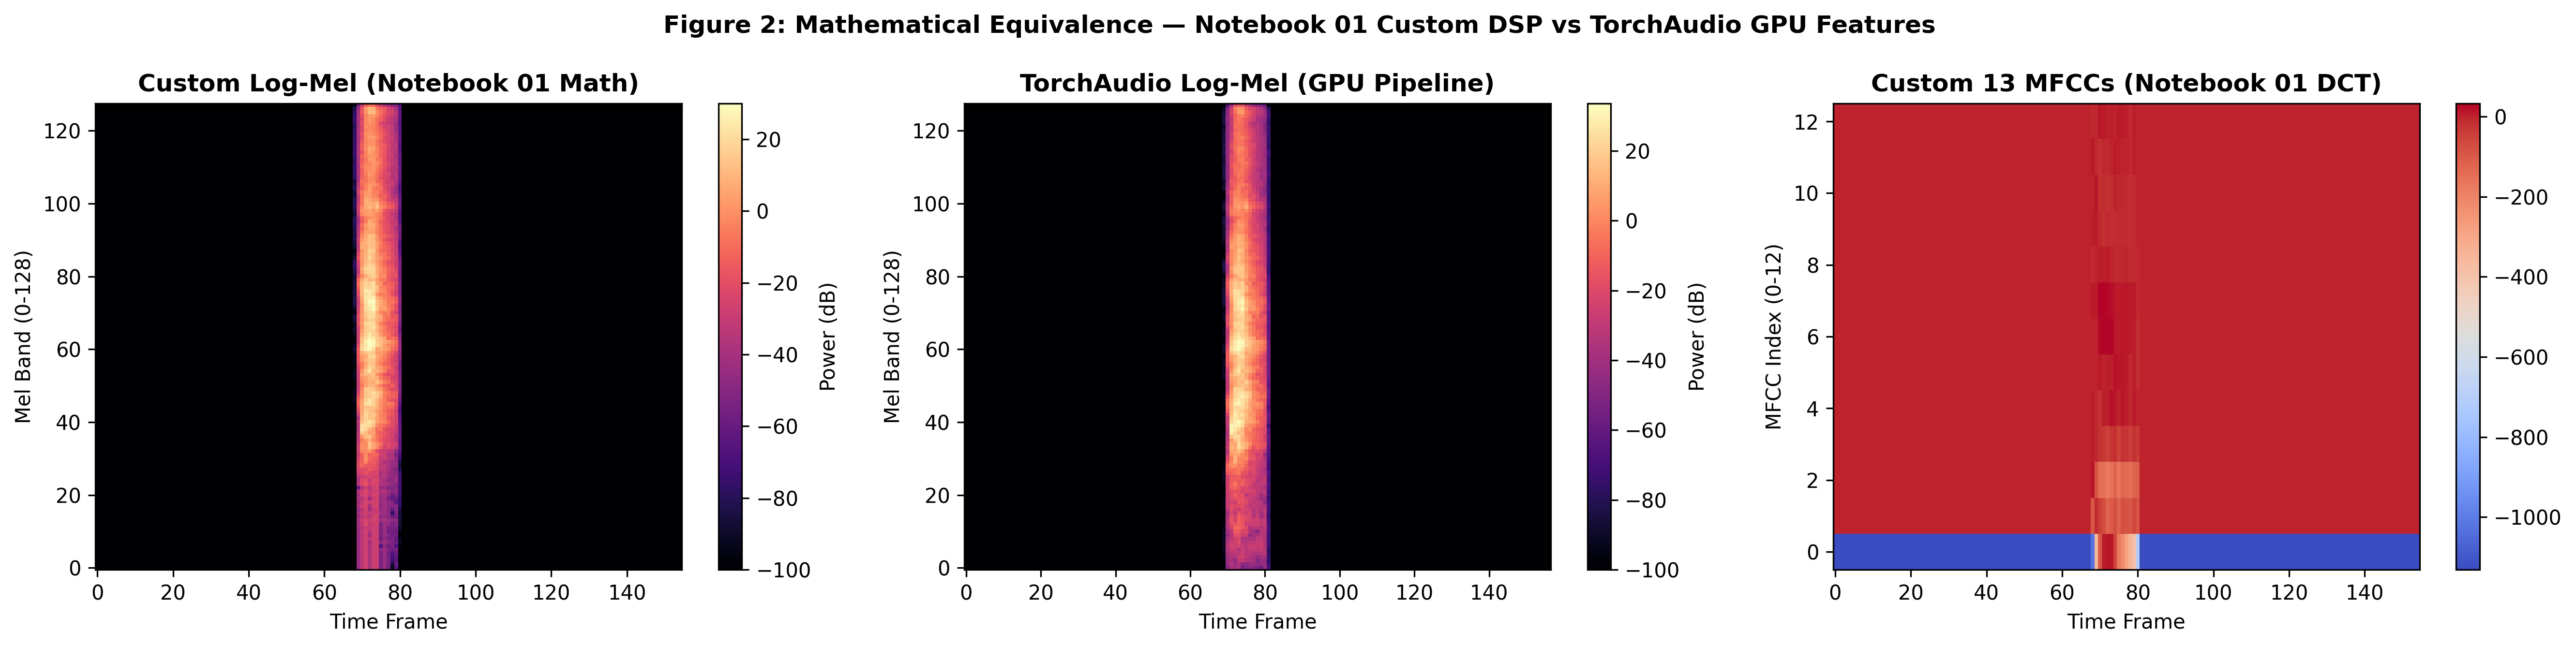 Figure 2: Mathematical Equivalence — Notebook 01 Custom DSP vs TorchAudio GPU Features
Custom Log-Mel (Notebook 01 Math)
Mel Band (0-128)
120
100
80
60
40
20
0
0 20 40 60 80 100 120 140
Time Frame
20
0
−20
−40
−60
−80
−100
Power (dB)
TorchAudio Log-Mel (GPU Pipeline)
Mel Band (0-128)
120
100
80
60
40
20
0
0 20 40 60 80 100 120 140
Time Frame
20
0
−20
−40
−60
−80
−100
Power (dB)
Custom 13 MFCCs (Notebook 01 DCT)
MFCC Index (0-12)
12
10
8
6
4
2
0
0 20 40 60 80 100 120 140
Time Frame
0
−200
−400
−600
−800
−1000